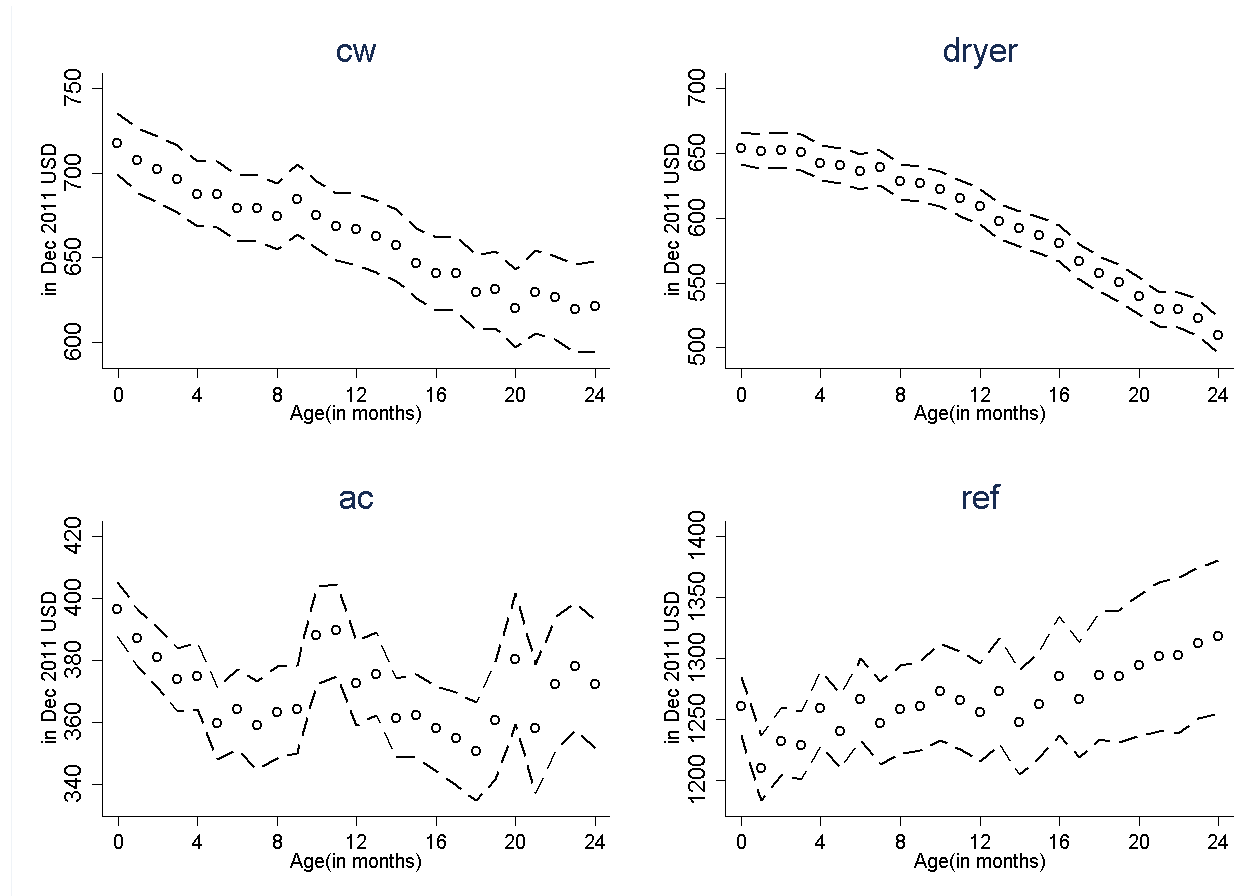 cw
750
700
650
600
in Dec 2011 USD
0 4 8 12 16 20 24
Age(in months)
dryer
700
650
600
550
500
in Dec 2011 USD
0 4 8 12 16 20 24
Age(in months)
ac
420
400
380
360
340
in Dec 2011 USD
0 4 8 12 16 20 24
Age(in months)
ref
1400
1350
1300
1250
1200
in Dec 2011 USD
0 4 8 12 16 20 24
Age(in months)